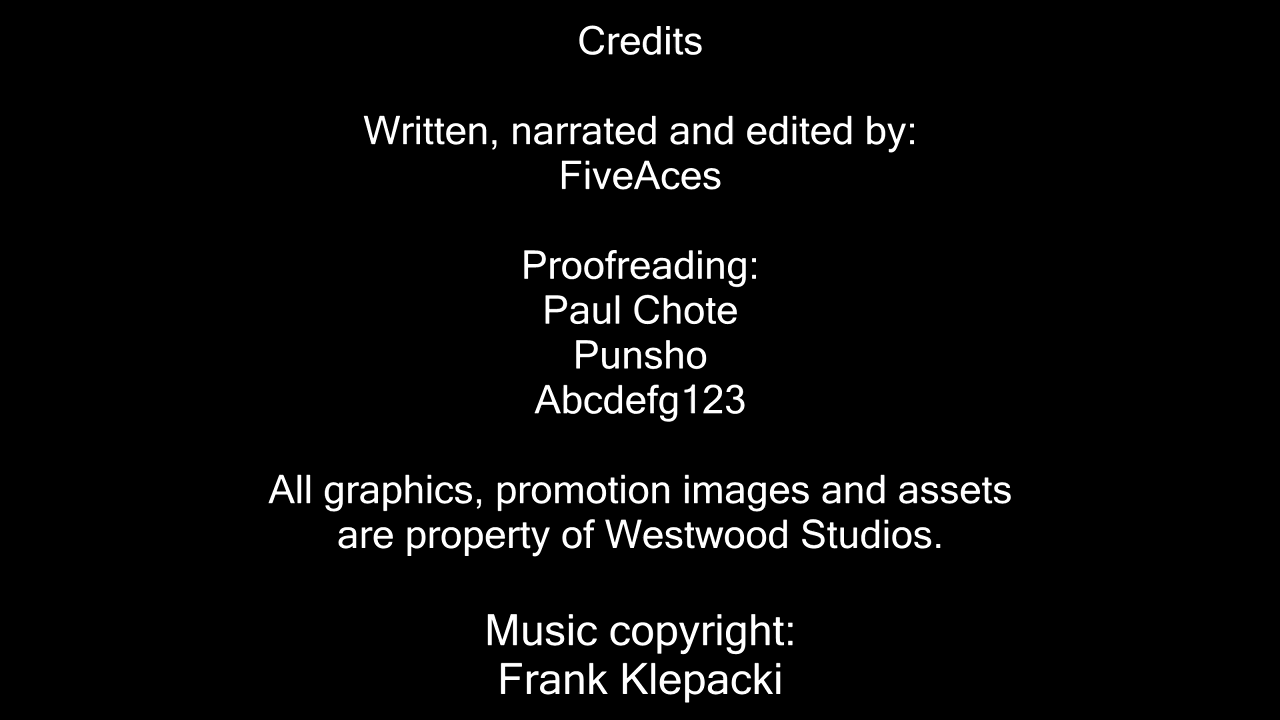 Credits
Written, narrated and edited by:
FiveAces
Proofreading:
Paul Chote
Punsho
Abcdefg123
All graphics, promotion images and assets
are property of Westwood Studios.
Music copyright:
Frank Klepacki